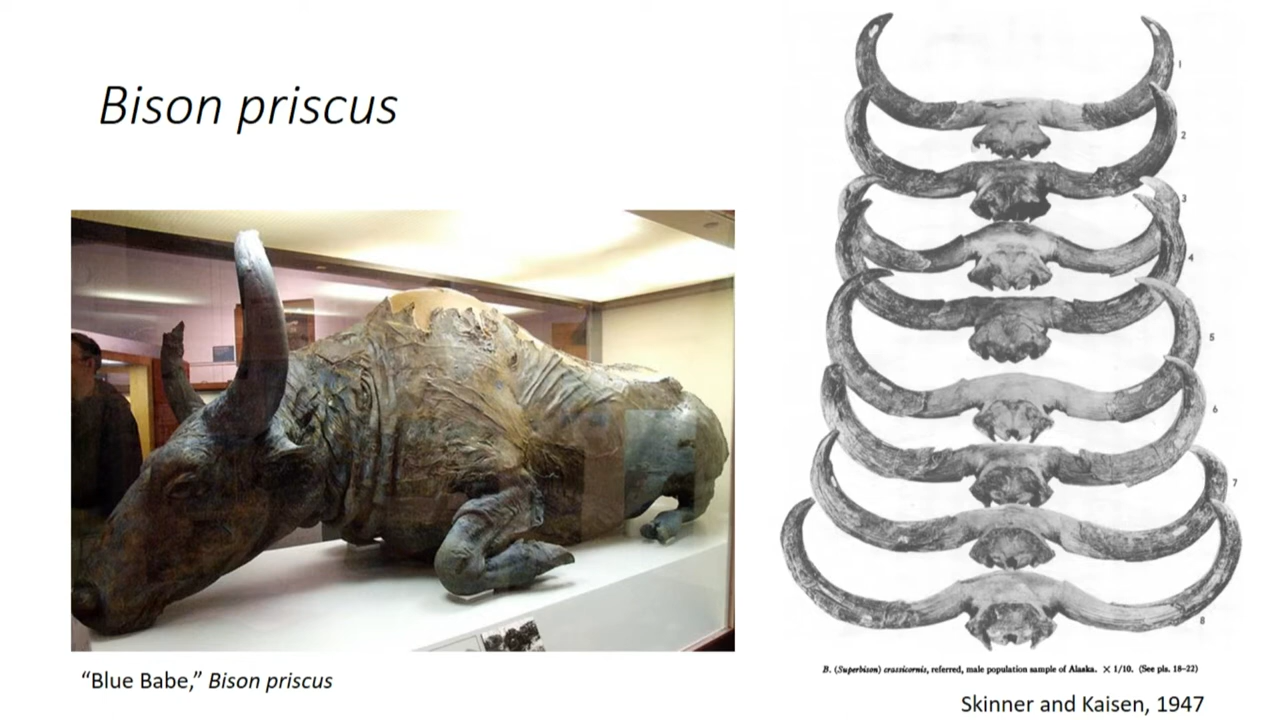 Bison priscus
1
2
3
4
5
6
7
8
B. (Superbison) crassicornis, referred, male population sample of Alaska. × 1/10. (See pls. 18–22)
“Blue Babe,” Bison priscus
Skinner and Kaisen, 1947